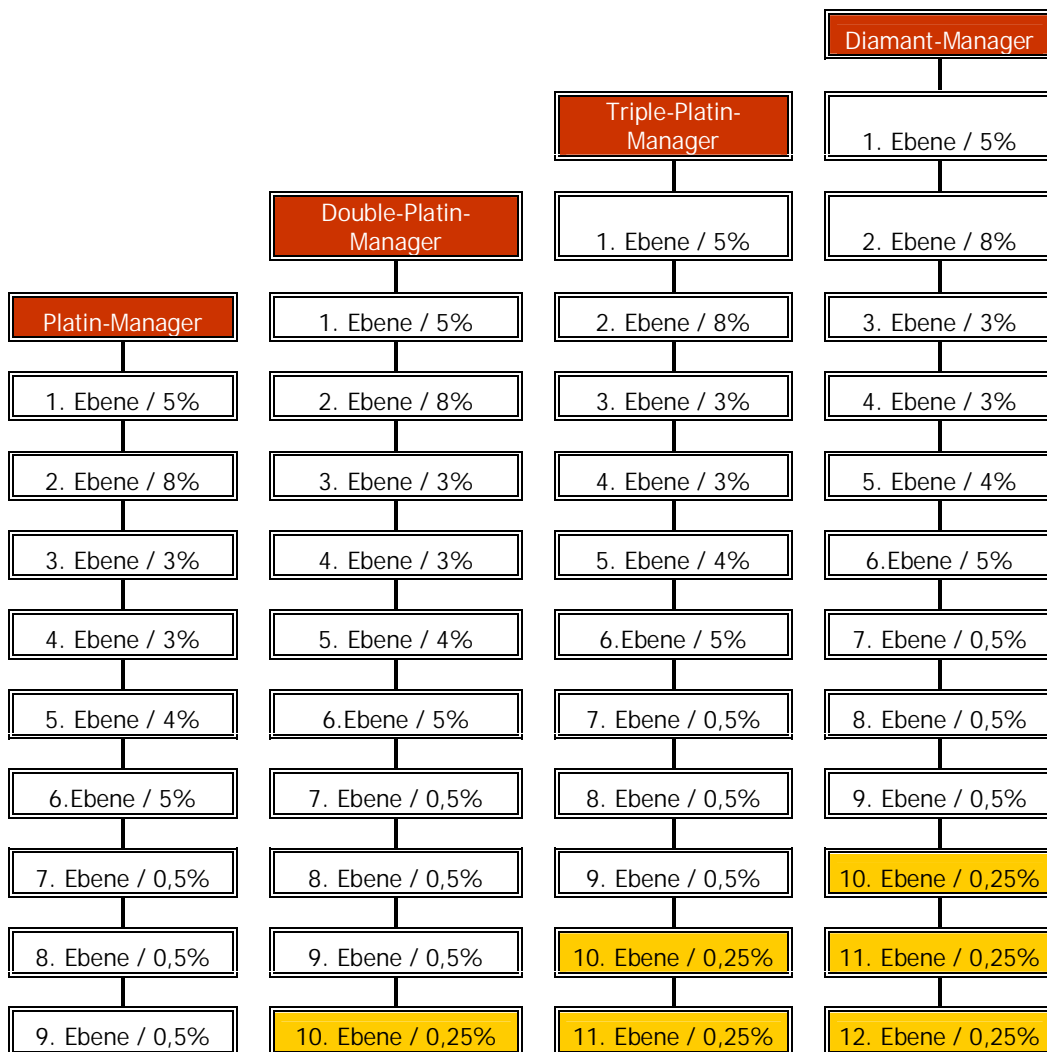 Platin-Manager
1. Ebene / 5%
2. Ebene / 8%
3. Ebene / 3%
4. Ebene / 3%
5. Ebene / 4%
6.Ebene / 5%
7. Ebene / 0,5%
8. Ebene / 0,5%
9. Ebene / 0,5%
Double-Platin-
Manager
1. Ebene / 5%
2. Ebene / 8%
3. Ebene / 3%
4. Ebene / 3%
5. Ebene / 4%
6.Ebene / 5%
7. Ebene / 0,5%
8. Ebene / 0,5%
9. Ebene / 0,5%
10. Ebene / 0,25%
Triple-Platin-
Manager
1. Ebene / 5%
2. Ebene / 8%
3. Ebene / 3%
4. Ebene / 3%
5. Ebene / 4%
6.Ebene / 5%
7. Ebene / 0,5%
8. Ebene / 0,5%
9. Ebene / 0,5%
10. Ebene / 0,25%
11. Ebene / 0,25%
Diamant-Manager
1. Ebene / 5%
2. Ebene / 8%
3. Ebene / 3%
4. Ebene / 3%
5. Ebene / 4%
6.Ebene / 5%
7. Ebene / 0,5%
8. Ebene / 0,5%
9. Ebene / 0,5%
10. Ebene / 0,25%
11. Ebene / 0,25%
12. Ebene / 0,25%